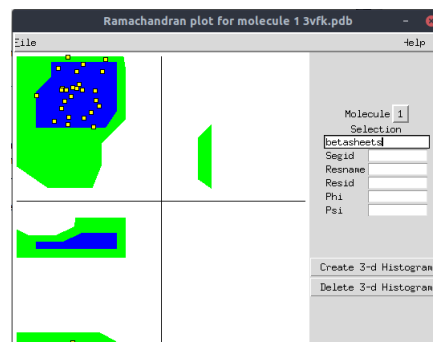 Ramachandran plot for molecule 1 3vfk.pdb
File
Help
Molecule 1
Selection
betasheets
Segid
Resname
Resid
Phi
Psi
Create 3-d Histogram
Delete 3-d Histogram